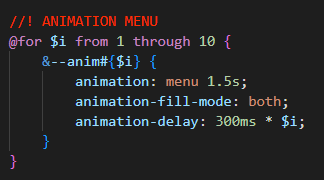 //! ANIMATION MENU
@for $i from 1 through 10 {
    &--anim#{$i} {
        animation: menu 1.5s;
        animation-fill-mode: both;
        animation-delay: 300ms * $i;
    }
}